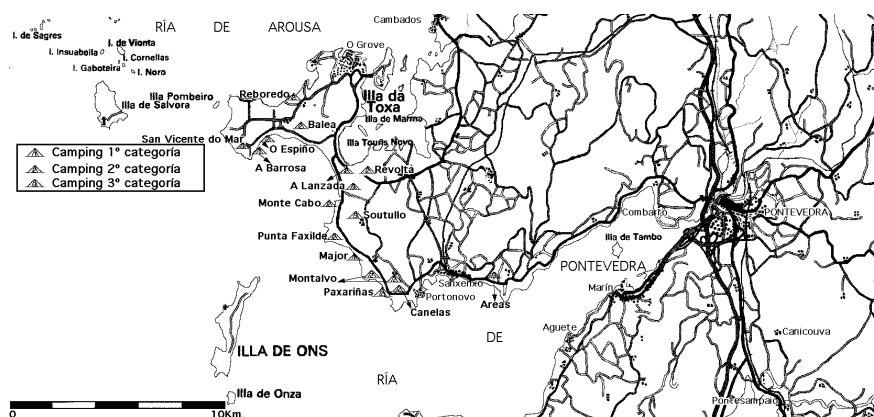 RÍA DE AROUSA
Cambados
I. de Sagres
I. de Vionta
I. Insuabella
I. Cornellas
I. Gaboteira
I. Noro
O Grove
Illa Pombeiro
Illa de Salvora
Reboredo
Illa da
Toxa
Illa de Marma
Balea
San Vicente do Mar
O Espiño
Illa Touris Novo
A Barrosa
Camping 1º categoría
Camping 2º categoría
Camping 3º categoría
Revolta
A Lanzada
Monte Cabo
Soutullo
Combarro
PONTEVEDRA
Punta Faxilde
Illa de Tambo
Major
PONTEVEDRA
Montalvo
Sanxenxo
Marín
Paxariñas
Portonovo
Areas
Canelas
Aguete
DE
Canicouva
ILLA DE ONS
RÍA
Illa de Onza
Pontesampaio
0
10Km.